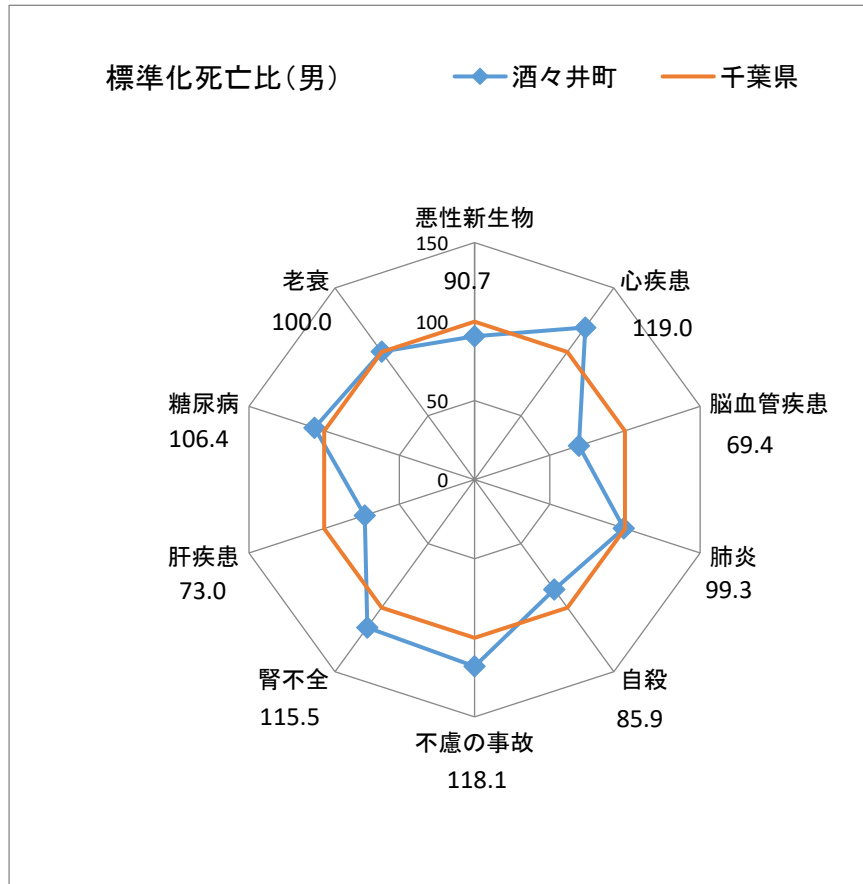 標準化死亡比(男)
酒々井町
千葉県
悪性新生物
90.7
心疾患
119.0
脳血管疾患
69.4
肺炎
99.3
自殺
85.9
不慮の事故
118.1
腎不全
115.5
肝疾患
73.0
糖尿病
106.4
老衰
100.0
150
100
50
0